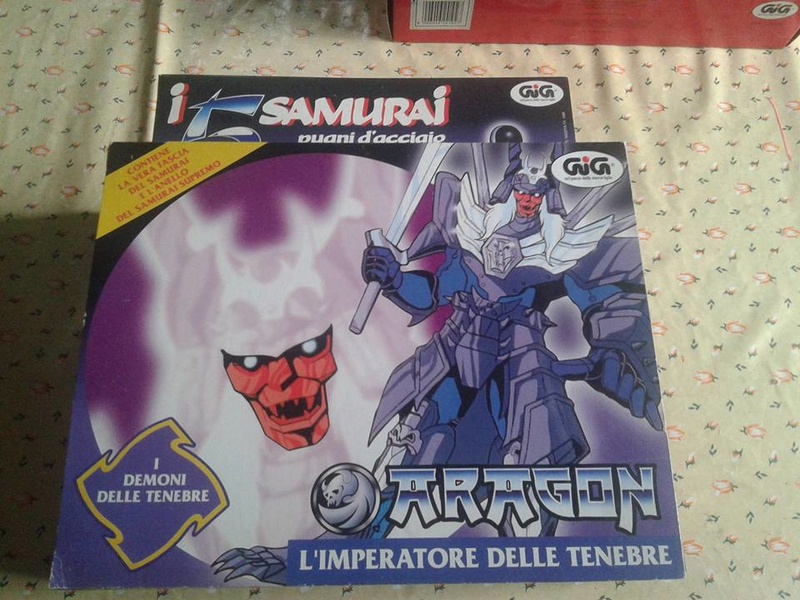 GiG
i 5 SAMURAI
pugni d'acciaio
GiG
CONTIENE
LA VERA FASCIA
DEL SAMURAI
E L'ANELLO
DEL SAMURAI SUPREMO
GiG
I
DEMONI
DELLE TENEBRE
ARAGON
L'IMPERATORE DELLE TENEBRE